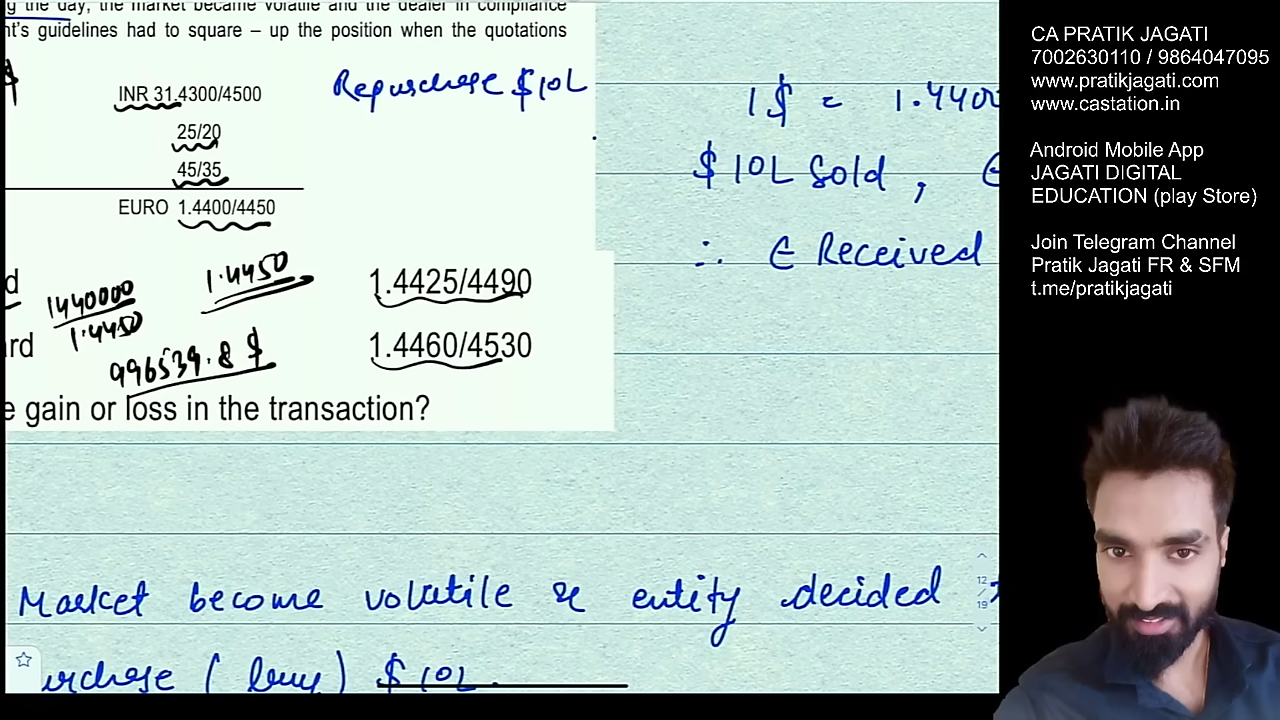 g the day, the market became volatile and the dealer in compliance
nt's guidelines had to square – up the position when the quotations
INR 31.4300/4500
Repurchase $10L
25/20
45/35
EURO 1.4400/4450
1$ = 1.4400
$10L Sold, €
∴ € Received
d
1440000
1.4450
1.4450
1.4425/4490
rd
996539.8 $
1.4460/4530
e gain or loss in the transaction?
Market become volatile & entity decided
urchase (buy) $10L.
12
19
CA PRATIK JAGATI
7002630110 / 9864047095
www.pratikjagati.com
www.castation.in
Android Mobile App
JAGATI DIGITAL
EDUCATION (play Store)
Join Telegram Channel
Pratik Jagati FR & SFM
t.me/pratikjagati